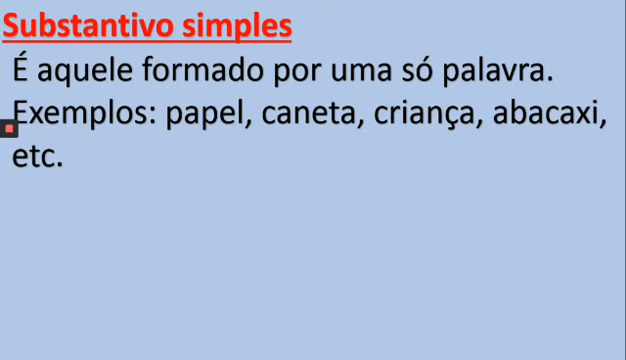 Substantivo simples
É aquele formado por uma só palavra.
Exemplos: papel, caneta, criança, abacaxi,
etc.